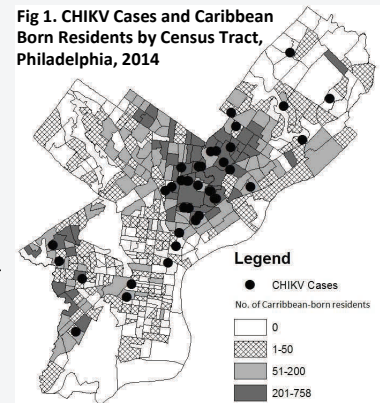 Fig 1. CHIKV Cases and Caribbean
Born Residents by Census Tract,
Philadelphia, 2014
Legend
CHIKV Cases
No. of Carribbean-born residents
0
1-50
51-200
201-758